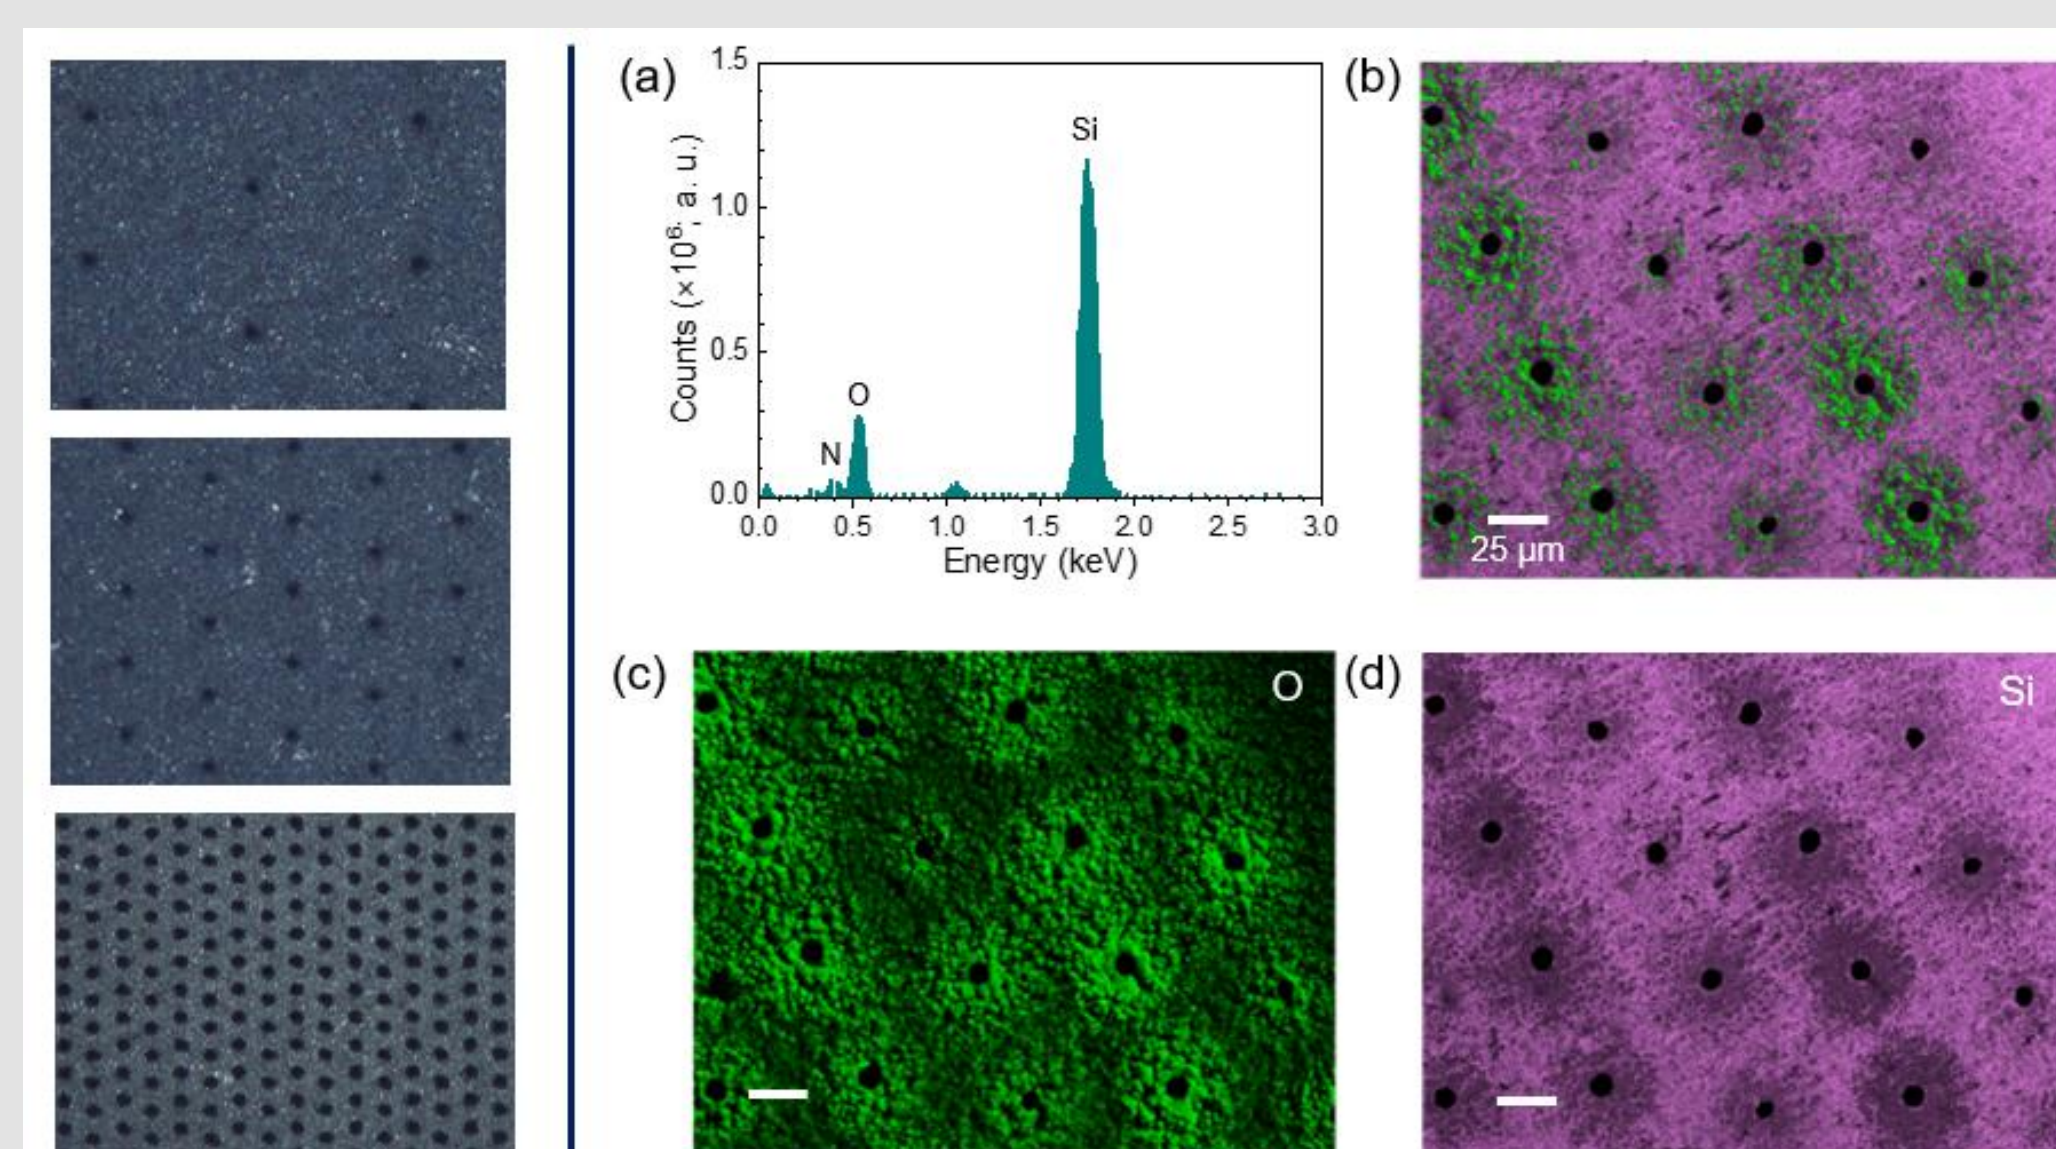 (a)
1.5
1.0
0.5
0.0
Counts (×10⁶; a. u.)
Si
O
N
0.0 0.5 1.0 1.5 2.0 2.5 3.0
Energy (keV)
(b)
25 µm
(c)
O
(d)
Si